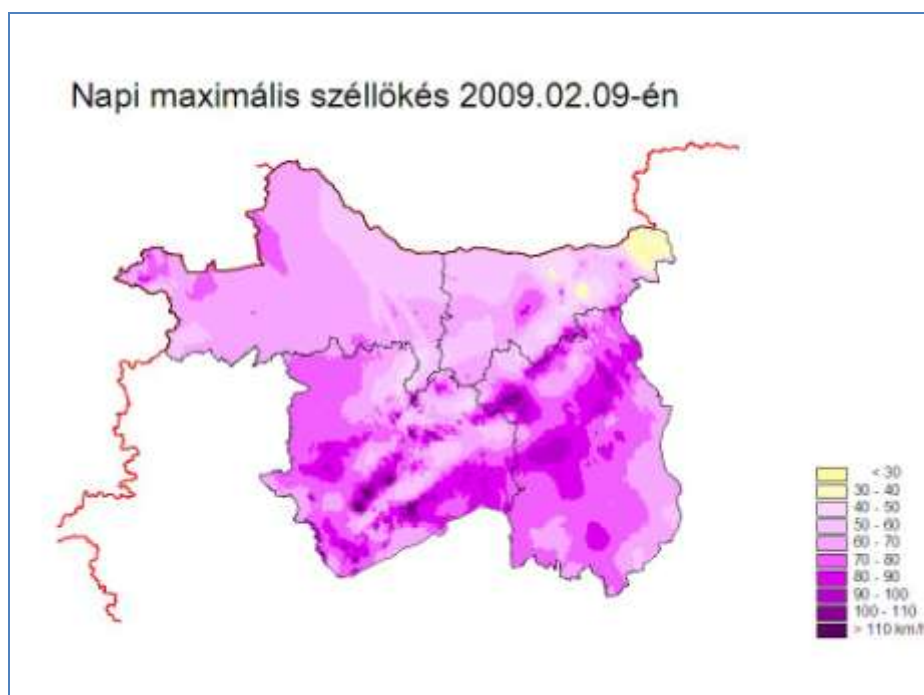 Napi maximális széllökés 2009.02.09-én
< 30
30 - 40
40 - 50
50 - 60
60 - 70
70 - 80
80 - 90
90 - 100
100 - 110
> 110 km/h